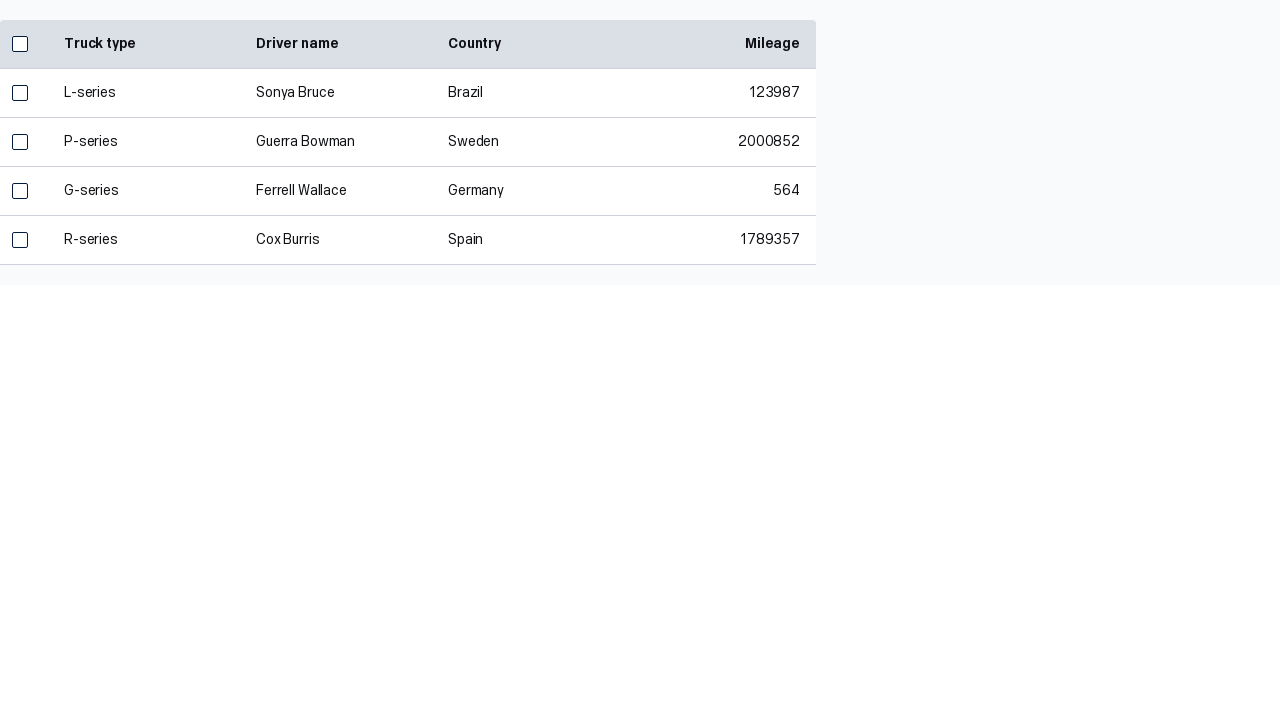 Truck type Driver name Country Mileage
L-series Sonya Bruce Brazil 123987
P-series Guerra Bowman Sweden 2000852
G-series Ferrell Wallace Germany 564
R-series Cox Burris Spain 1789357